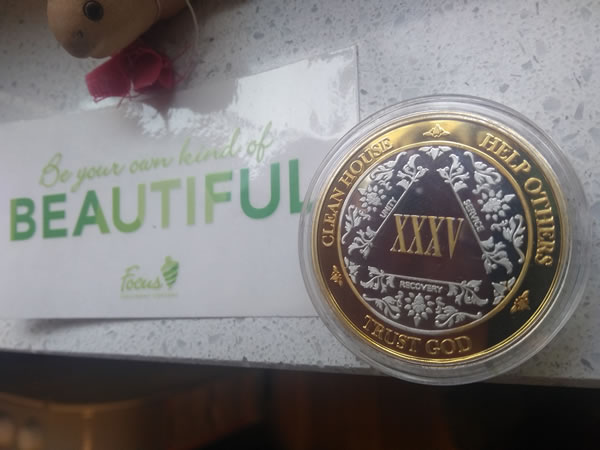 Be your own kind of
BEAUTIFUL
Focus
CLEAN HOUSE
HELP OTHERS
TRUST GOD
UNITY
SERVICE
RECOVERY
XXXV